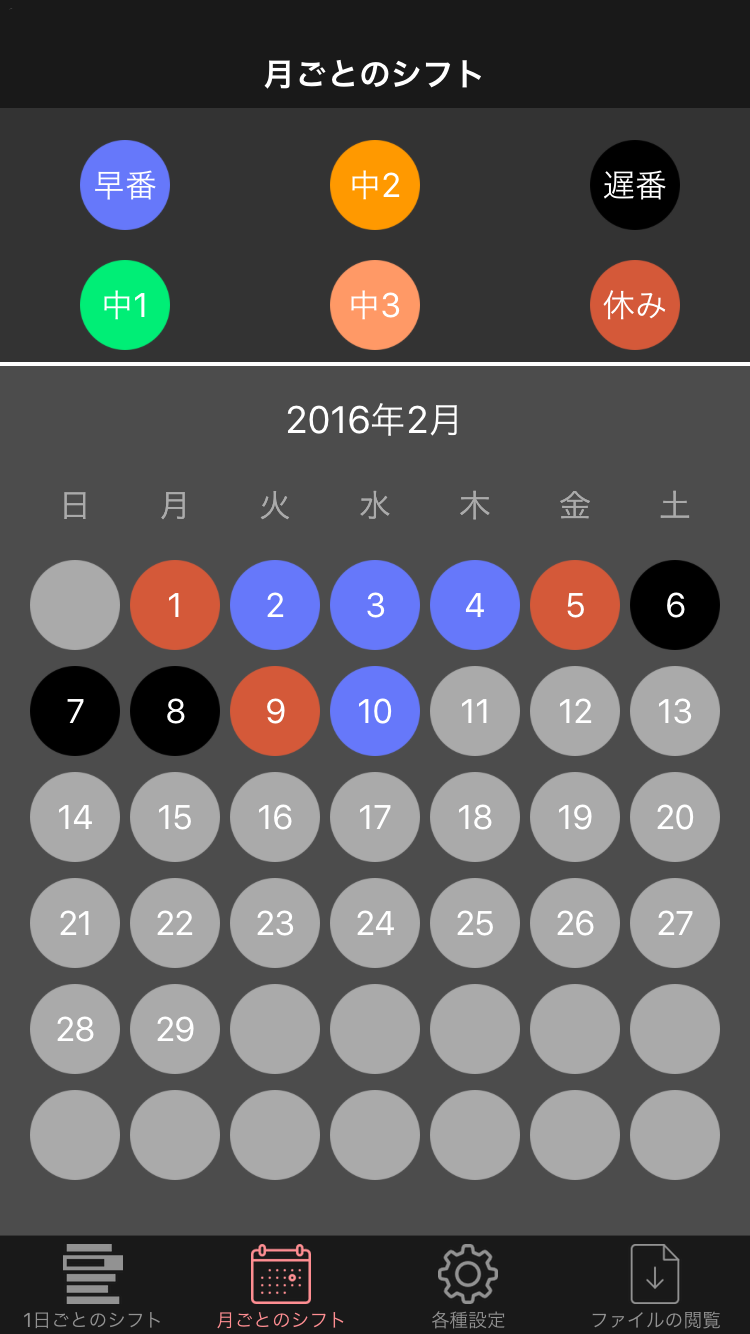 月ごとのシフト
早番 中2 遅番
中1 中3 休み
2016年2月
日 月 火 水 木 金 土
1 2 3 4 5 6
7 8 9 10 11 12 13
14 15 16 17 18 19 20
21 22 23 24 25 26 27
28 29
1日ごとのシフト 月ごとのシフト 各種設定 ファイルの閲覧